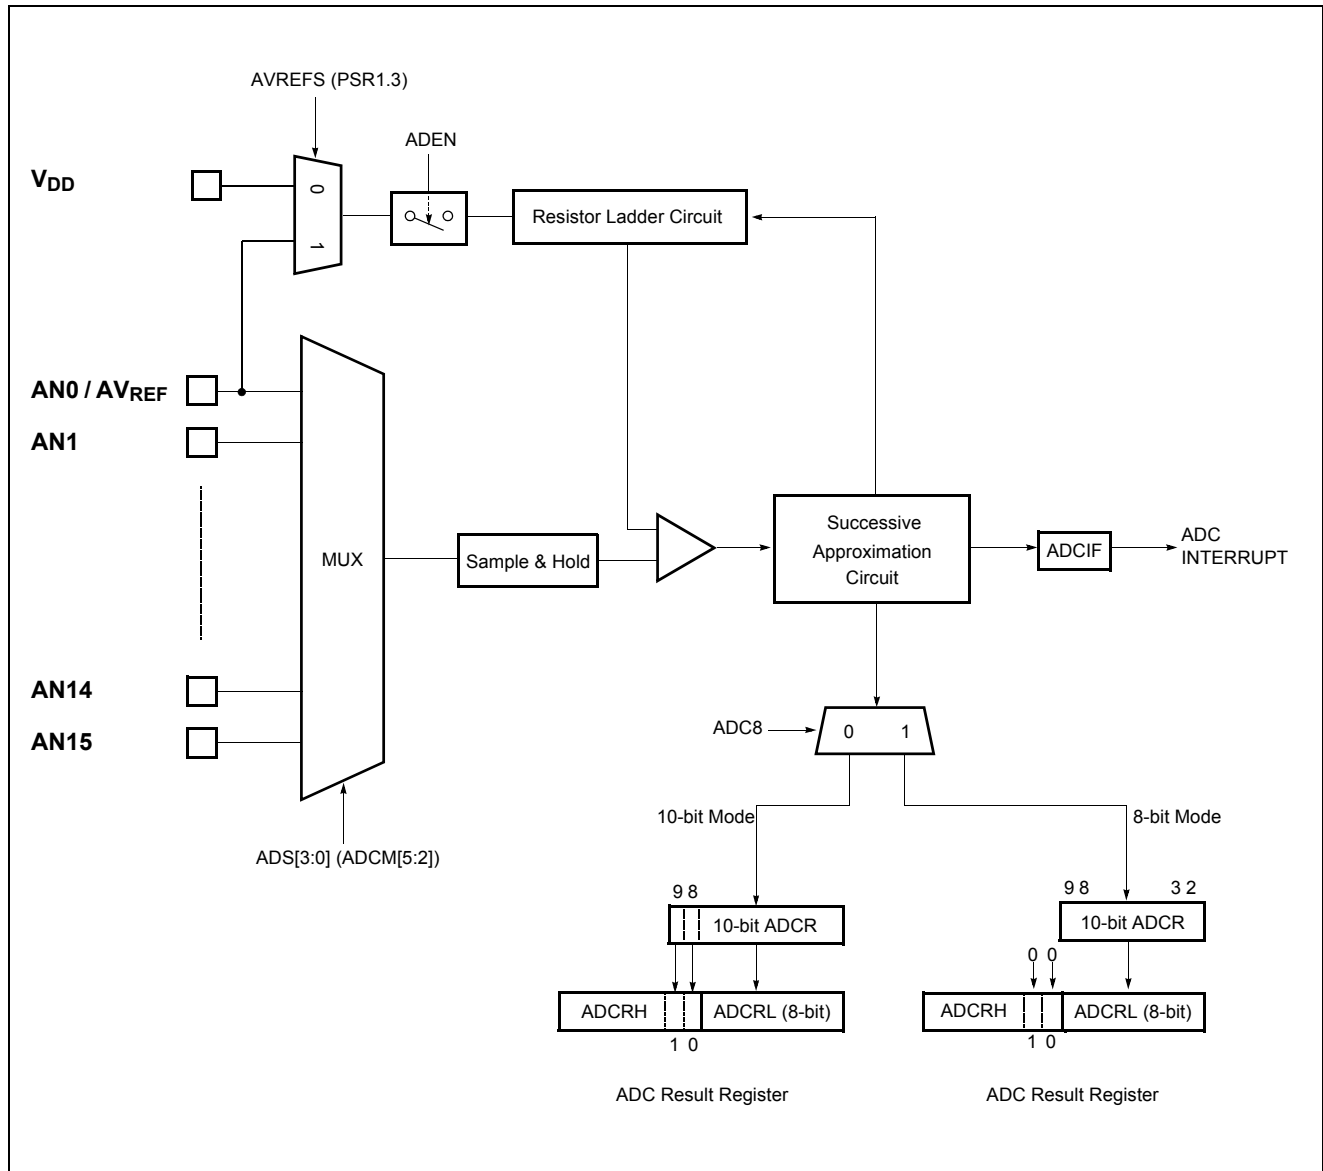 AVREFS (PSR1.3)
ADEN
VDD
0
1
Resistor Ladder Circuit
AN0 / AVREF
AN1
MUX
Sample & Hold
Successive
Approximation
Circuit
ADCIF
ADC
INTERRUPT
AN14
AN15
ADC8
0 1
10-bit Mode
8-bit Mode
ADS[3:0] (ADCM[5:2])
9 8
10-bit ADCR
9 8 3 2
10-bit ADCR
0 0
ADCRH
ADCRL (8-bit)
1 0
ADCRH
ADCRL (8-bit)
1 0
ADC Result Register
ADC Result Register